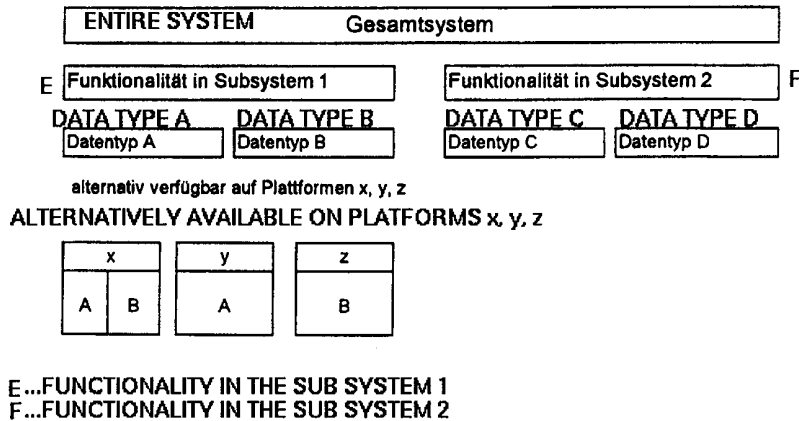 ENTIRE SYSTEM Gesamtsystem
E Funktionalität in Subsystem 1 Funktionalität in Subsystem 2 F
DATA TYPE A DATA TYPE B DATA TYPE C DATA TYPE D
Datentyp A Datentyp B Datentyp C Datentyp D
alternativ verfügbar auf Plattformen x, y, z
ALTERNATIVELY AVAILABLE ON PLATFORMS x, y, z
x y z
A B A B
E...FUNCTIONALITY IN THE SUB SYSTEM 1
F...FUNCTIONALITY IN THE SUB SYSTEM 2